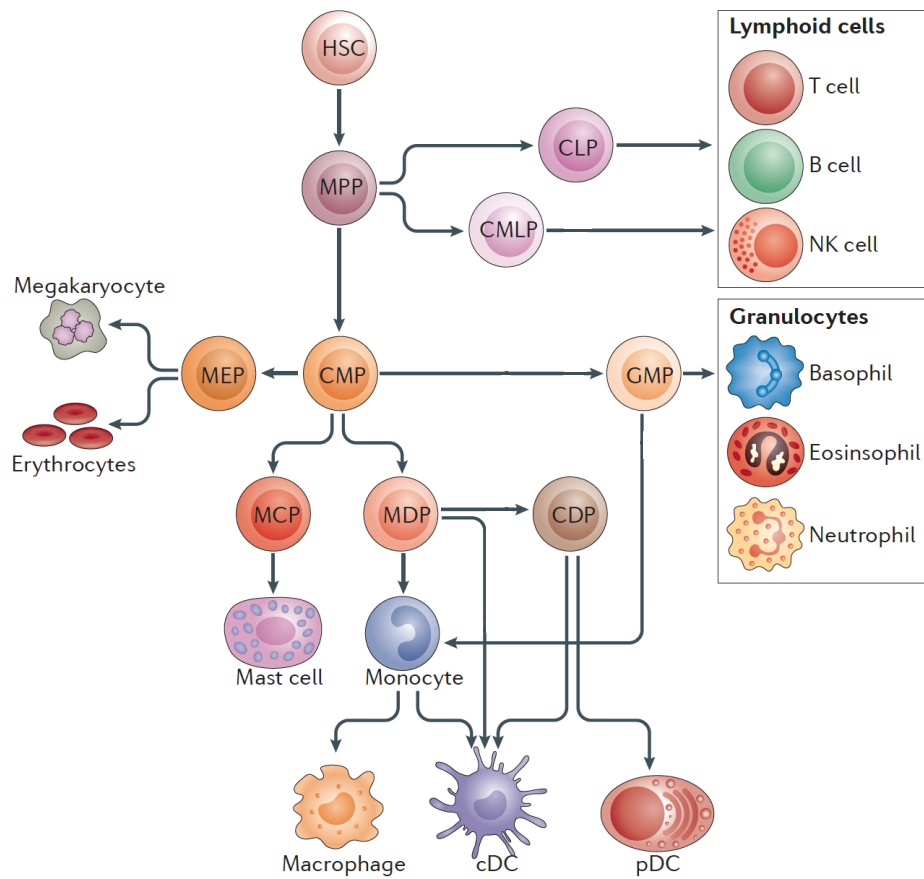 HSC
Lymphoid cells
T cell
CLP
B cell
MPP
CMLP
NK cell
Megakaryocyte
Granulocytes
MEP
CMP
GMP
Basophil
Erythrocytes
Eosinsophil
MCP
MDP
CDP
Neutrophil
Mast cell
Monocyte
Macrophage
cDC
pDC